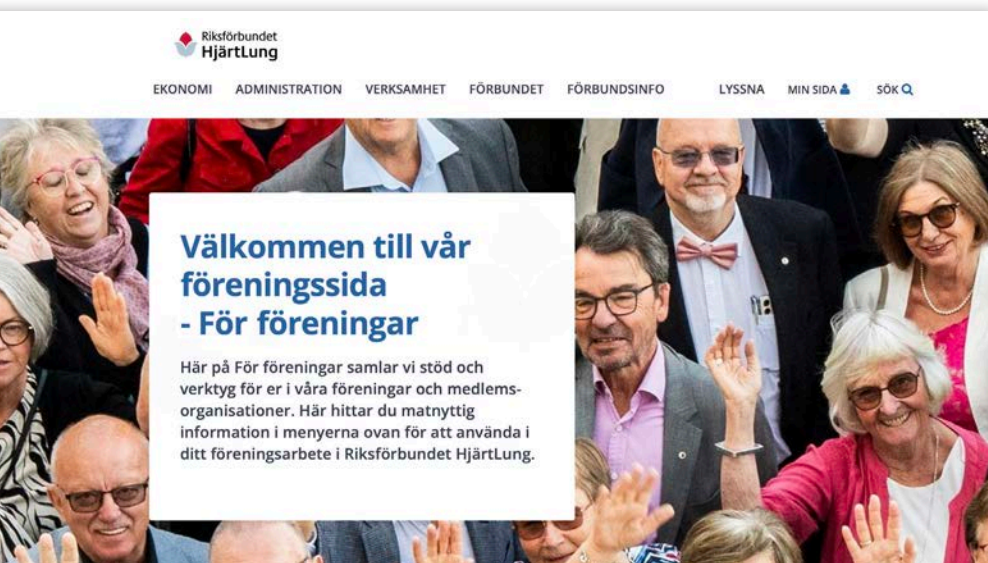 Riksförbundet
HjärtLung
EKONOMI ADMINISTRATION VERKSAMHET FÖRBUNDET FÖRBUNDSINFO LYSSNA MIN SIDA SÖK
Välkommen till vår
föreningssida
- För föreningar
Här på För föreningar samlar vi stöd och
verktyg för er i våra föreningar och medlems-
organisationer. Här hittar du matnyttig
information i menyerna ovan för att använda i
ditt föreningsarbete i Riksförbundet HjärtLung.